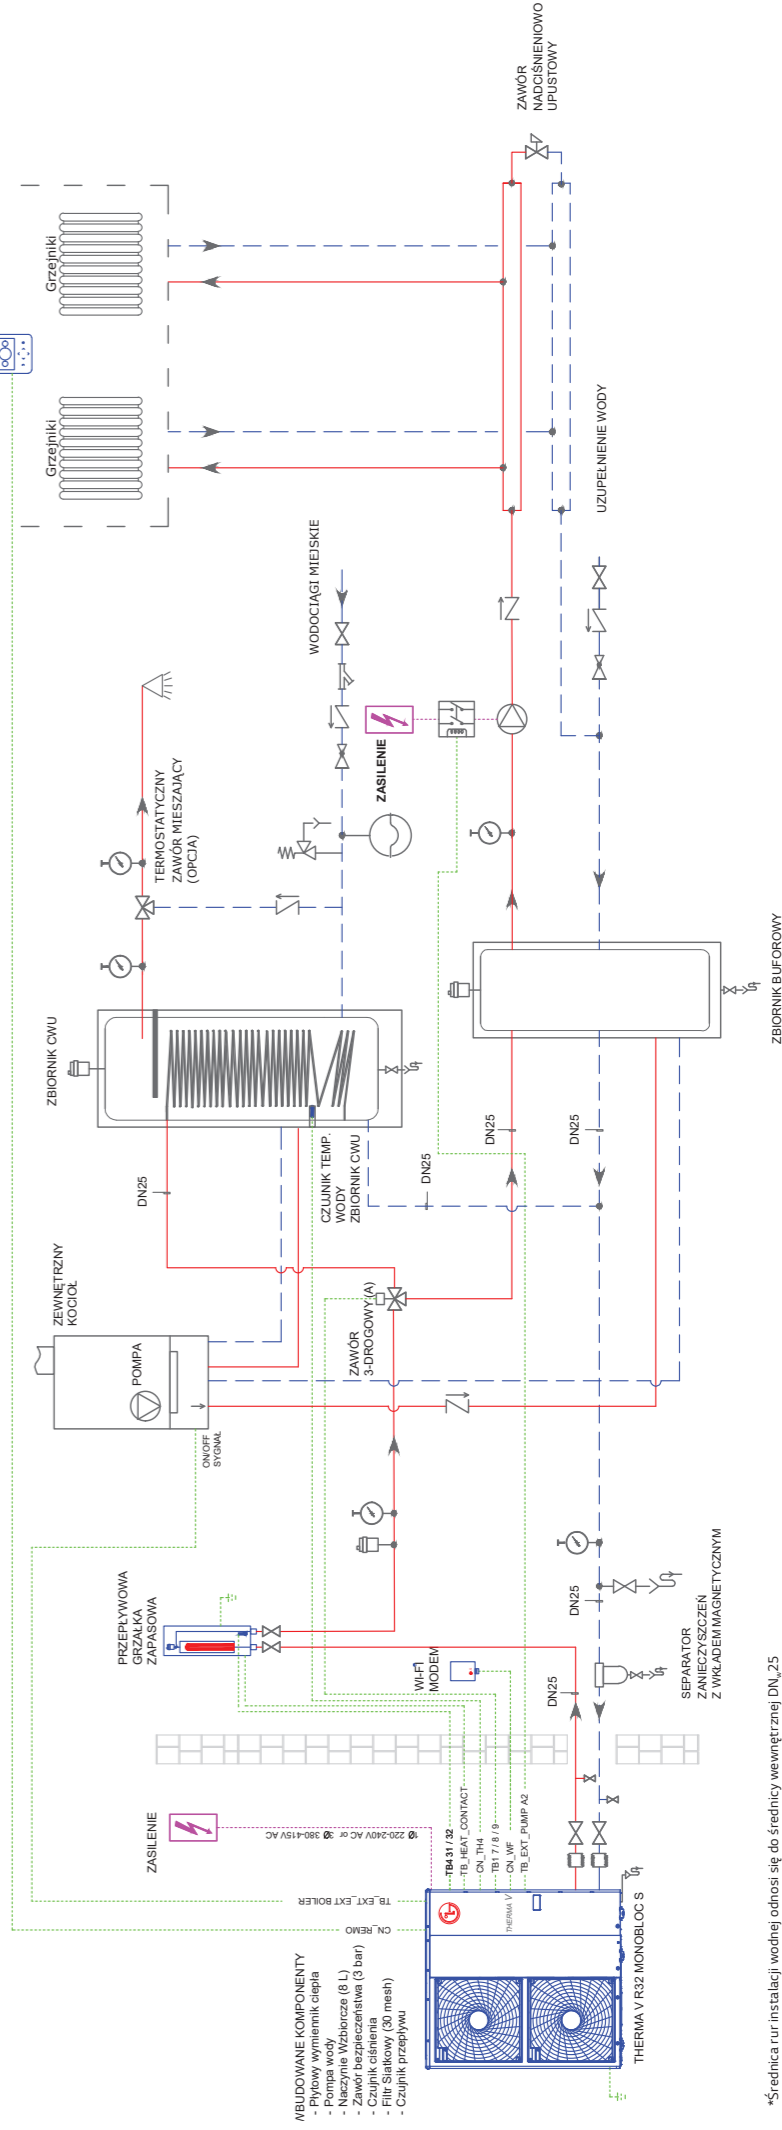 ZAWÓR
NADCIŚNIENIOWO
UPUSTOWY
Grzejniki
Grzejniki
UZUPEŁNIENIE WODY
WODOCIĄGI MIEJSKIE
ZASILENIE
TERMOSTATYCZNY
ZAWÓR MIESZAJĄCY
(OPCJA)
ZBIORNIK BUFOROWY
ZBIORNIK CWU
CZUJNIK TEMP.
WODY
ZBIORNIK CWU
DN25
DN25
DN25
DN25
ZEWNĘTRZNY
KOCIOŁ
POMPA
ON/OFF
SYGNAŁ
ZAWÓR
3-DROGOWY (A)
PRZEPŁYWOWA
GRZAŁKA
ZAPASOWA
WI-FI
MODEM
DN25
DN25
SEPARATOR
ZANIECZYSZCZEŃ
Z WKŁADEM MAGNETYCZNYM
ZASILENIE
1Ø 220-240V AC or 3Ø 380-415V AC
TB_EXT_EXT BOILER
CN_REMO
TB4 31 / 32
TB_HEAT_CONTACT
CN_TH4
TB1 7 / 8 / 9
CN_WF
TB_EXT_PUMP A2
LG
THERMA V
THERMA V R32 MONOBLOC S
WBUDOWANE KOMPONENTY
- Płytowy wymiennik ciepła
- Pompa wody
- Naczynie Wzbiorcze (8 L)
- Zawór bezpieczeństwa (3 bar)
- Czujnik ciśnienia
- Filtr Siatkowy (30 mesh)
- Czujnik przepływu
*Średnica rur instalacji wodnej odnosi się do średnicy wewnętrznej DNw25